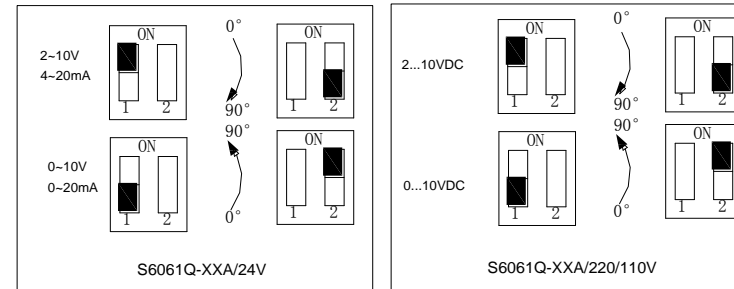 ON
2~10V
4~20mA
1 2
0°
90°
ON
1 2
ON
0~10V
0~20mA
1 2
90°
0°
ON
1 2
S6061Q-XXA/24V
ON
2...10VDC
1 2
0°
90°
ON
1 2
ON
0...10VDC
1 2
90°
0°
ON
1 2
S6061Q-XXA/220/110V